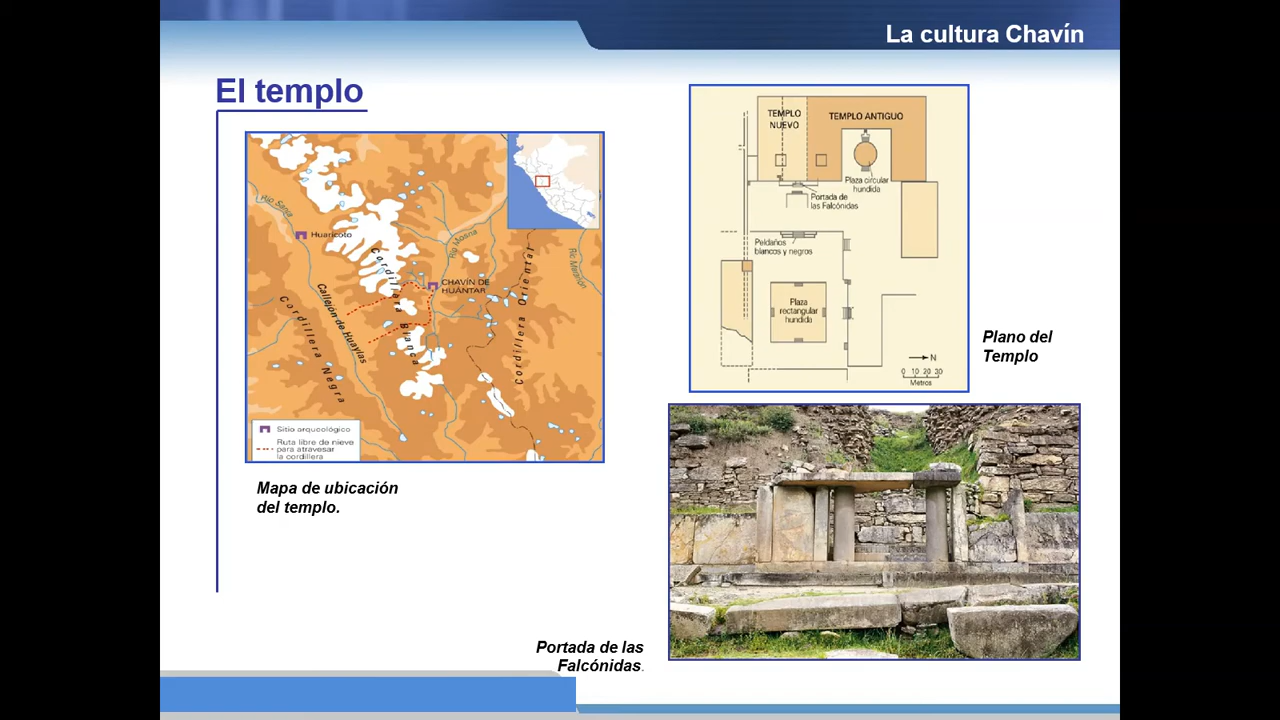 La cultura Chavín
El templo
Río Santa
Huaricoto
Río Mosna
Río Marañón
CHAVÍN DE
HUÁNTAR
Cordillera Blanca
Callejón de Huaylas
Cordillera Negra
Cordillera Oriental
Sitio arqueológico
Ruta libre de nieve
para atravesar
la cordillera
Mapa de ubicación
del templo.
TEMPLO
NUEVO
TEMPLO ANTIGUO
Plaza circular
hundida
Portada de
las Falcónidas
Peldaños
blancos y negros
Plaza
rectangular
hundida
N
0 10 20 30
Metros
Plano del
Templo
Portada de las
Falcónidas.